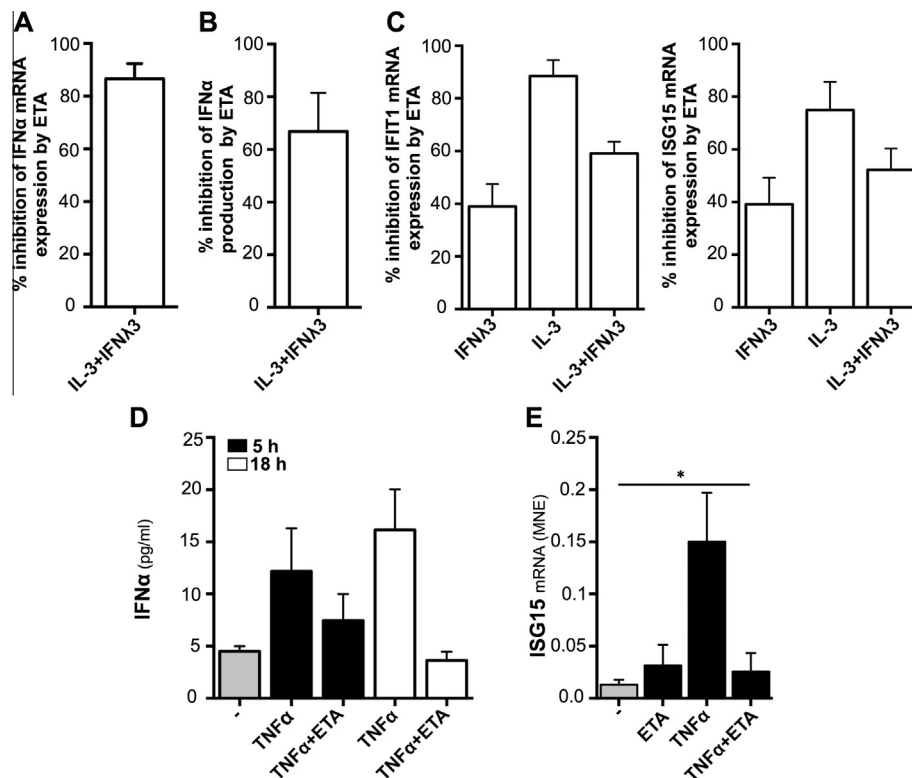 A
% inhibition of IFNα mRNA
expression by ETA
100
80
60
40
20
0
IL-3+IFNλ3
B
% inhibition of IFNα
production by ETA
100
80
60
40
20
0
IL-3+IFNλ3
C
% inhibition of IFIT1 mRNA
expression by ETA
100
80
60
40
20
0
IFNλ3
IL-3
IL-3+IFNλ3
% inhibition of ISG15 mRNA
expression by ETA
100
80
60
40
20
0
IFNλ3
IL-3
IL-3+IFNλ3
D
IFNα (pg/ml)
25
20
15
10
5
0
5 h
18 h
-
TNFα
TNFα+ETA
TNFα
TNFα+ETA
E
ISG15 mRNA (MNE)
0.25
0.2
0.15
0.1
0.05
0.0
*
-
ETA
TNFα
TNFα+ETA